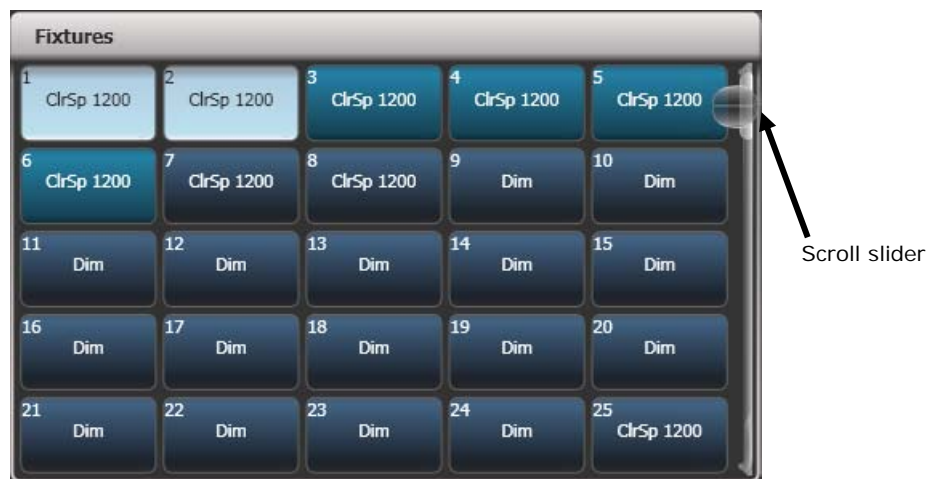 Fixtures
1 2 3 4 5
ClrSp 1200 ClrSp 1200 ClrSp 1200 ClrSp 1200 ClrSp 1200
6 7 8 9 10
ClrSp 1200 ClrSp 1200 ClrSp 1200 Dim Dim
11 12 13 14 15
Dim Dim Dim Dim Dim
Scroll slider
16 17 18 19 20
Dim Dim Dim Dim Dim
21 22 23 24 25
Dim Dim Dim Dim ClrSp 1200